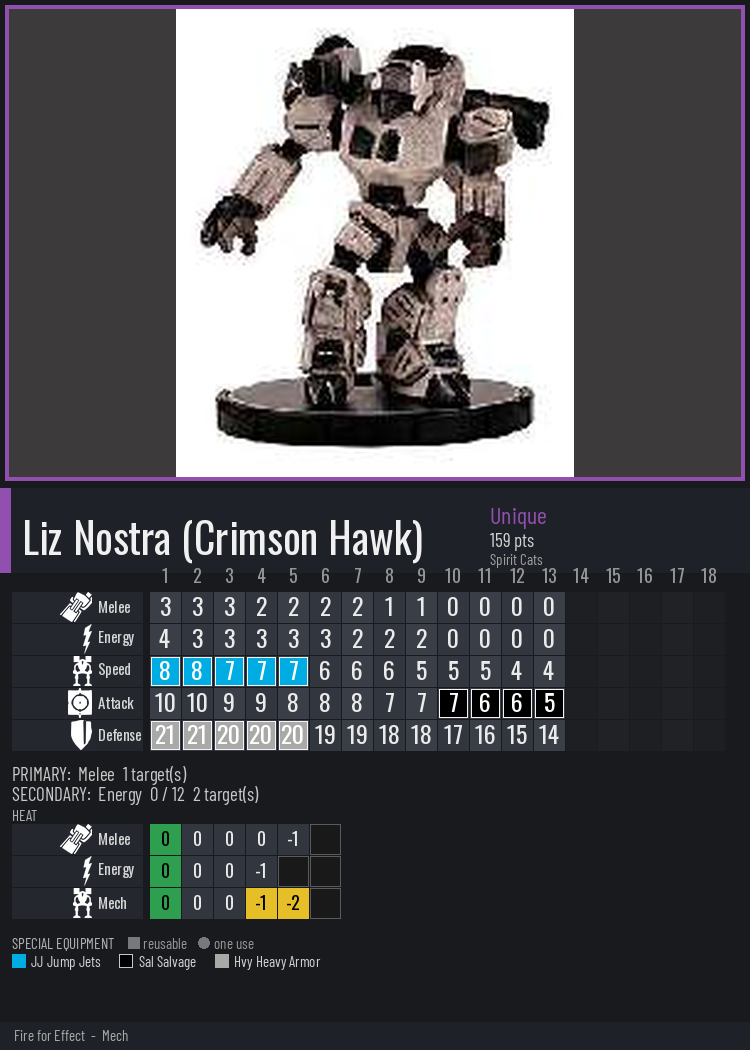 Liz Nostra (Crimson Hawk)
Unique
159 pts
Spirit Cats
1 2 3 4 5 6 7 8 9 10 11 12 13 14 15 16 17 18
Melee 3 3 3 2 2 2 2 1 1 0 0 0 0
Energy 4 3 3 3 3 3 2 2 2 0 0 0 0
Speed 8 8 7 7 7 6 6 6 5 5 5 4 4
Attack 10 10 9 9 8 8 8 7 7 7 6 6 5
Defense 21 21 20 20 20 19 19 18 18 17 16 15 14
PRIMARY: Melee 1 target(s)
SECONDARY: Energy 0 / 12 2 target(s)
HEAT
Melee 0 0 0 0 -1
Energy 0 0 0 -1
Mech 0 0 0 -1 -2
SPECIAL EQUIPMENT reusable one use
JJ Jump Jets Sal Salvage Hvy Heavy Armor
Fire for Effect - Mech